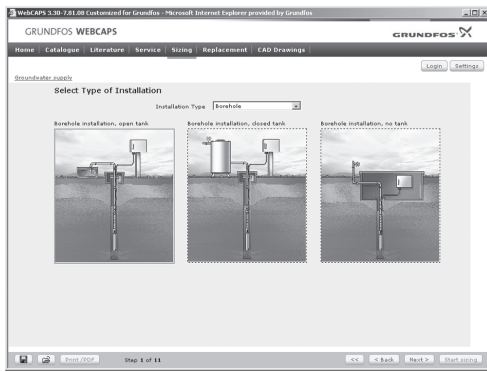 WebCAPS 3.30-7.01.08 Customized for Grundfos - Microsoft Internet Explorer provided by Grundfos
GRUNDFOS WEBCAPS
GRUNDFOS
Home Catalogue Literature Service Sizing Replacement CAD Drawings
Login Settings
Groundwater supply
Select Type of Installation
Installation Type Borehole
Borehole installation, open tank Borehole installation, closed tank Borehole installation, no tank
Print/PDF Step 1 of 11 << < Back Next > Start sizing